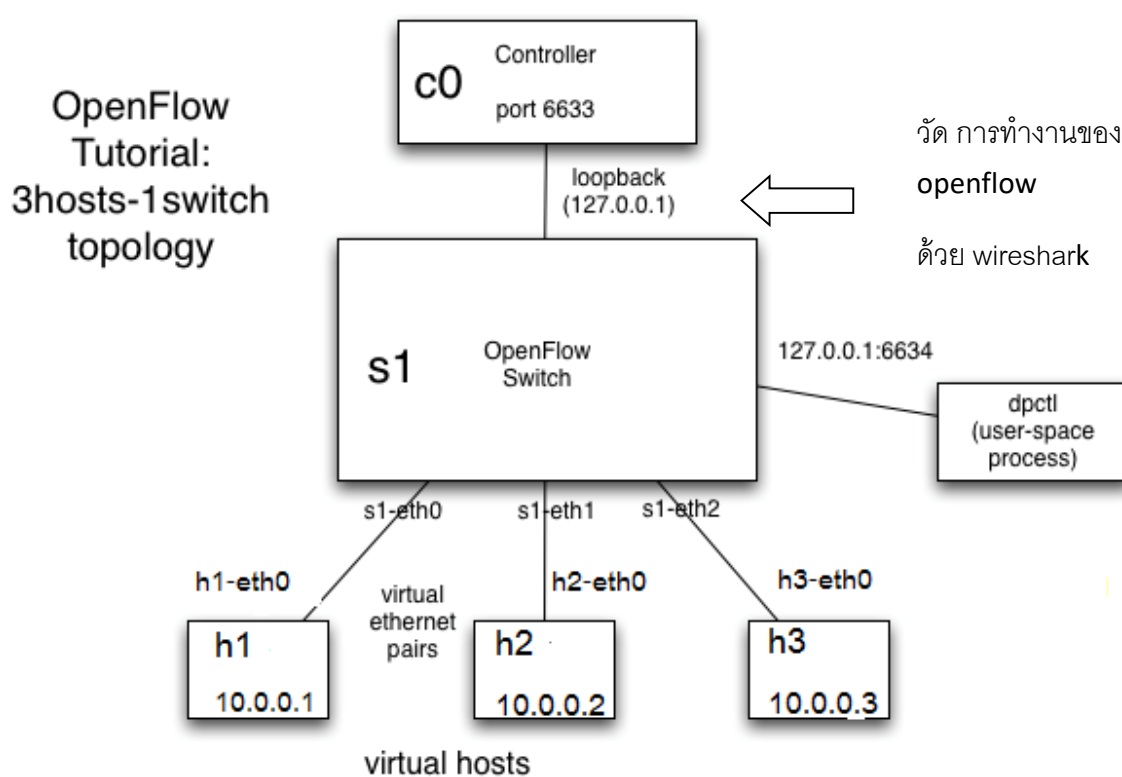 Controller
c0
port 6633
OpenFlow
Tutorial:
3hosts-1switch
topology
loopback
(127.0.0.1)
วัด การทำงานของ
openflow
ด้วย wireshark
s1
OpenFlow
Switch
127.0.0.1:6634
dpctl
(user-space
process)
s1-eth0
s1-eth1
s1-eth2
h1-eth0
h2-eth0
h3-eth0
virtual
ethernet
pairs
h1
10.0.0.1
h2
10.0.0.2
h3
10.0.0.3
virtual hosts